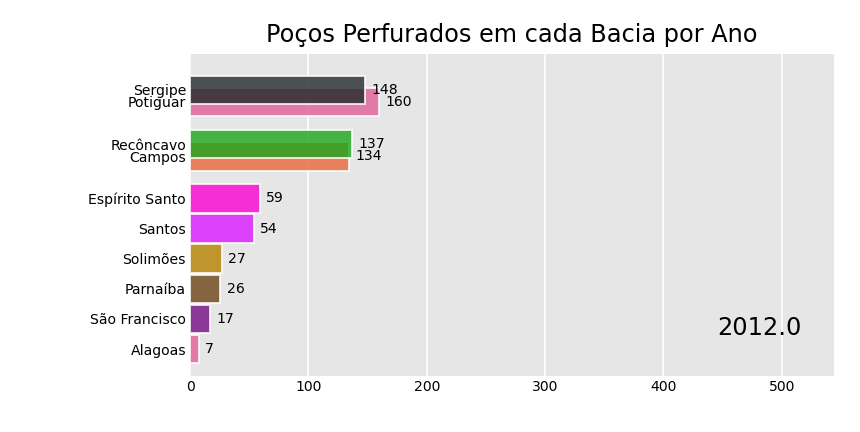 Poços Perfurados em cada Bacia por Ano
Sergipe 148
Potiguar 160
Recôncavo 137
Campos 134
Espírito Santo 59
Santos 54
Solimões 27
Parnaíba 26
São Francisco 17
2012.0
Alagoas 7
0 100 200 300 400 500